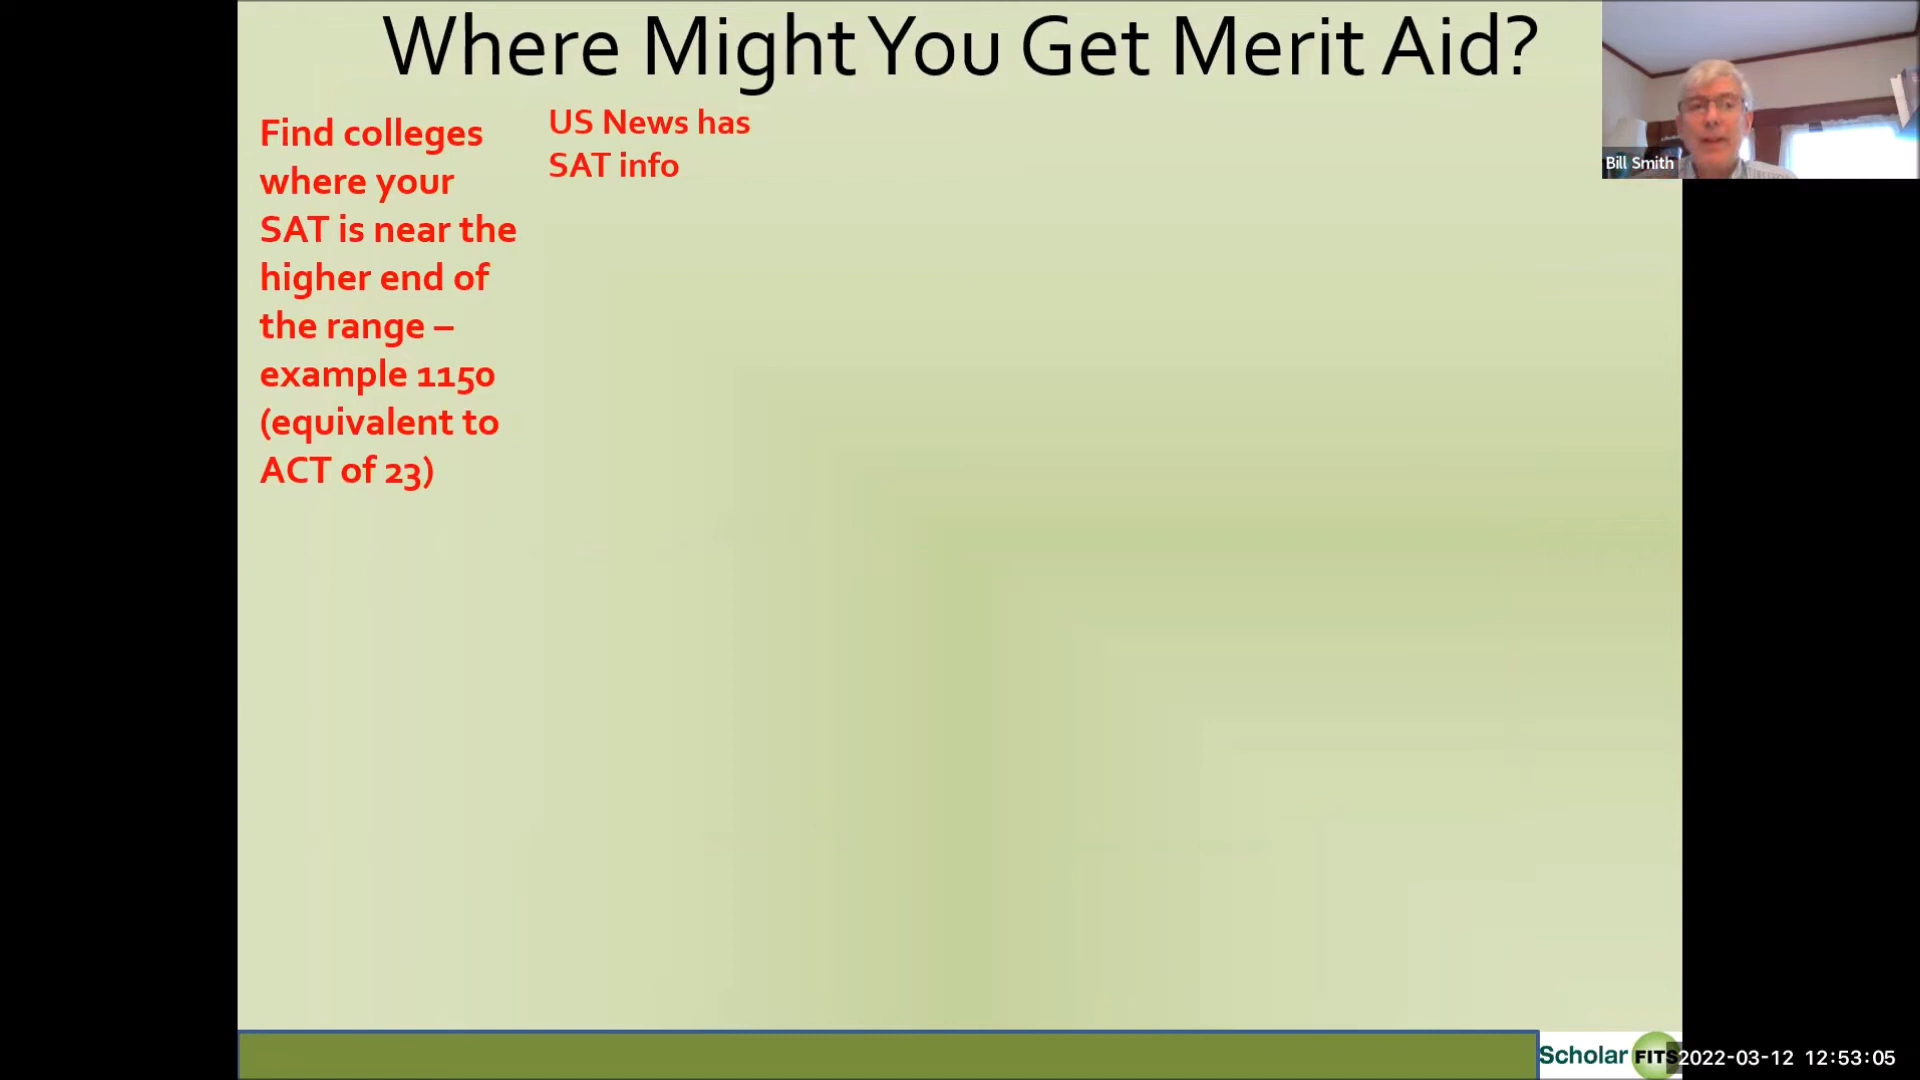 Where Might You Get Merit Aid?
Find colleges
where your
SAT is near the
higher end of
the range –
example 1150
(equivalent to
ACT of 23)
US News has
SAT info
Bill Smith
Scholar FITS
2022-03-12 12:53:05